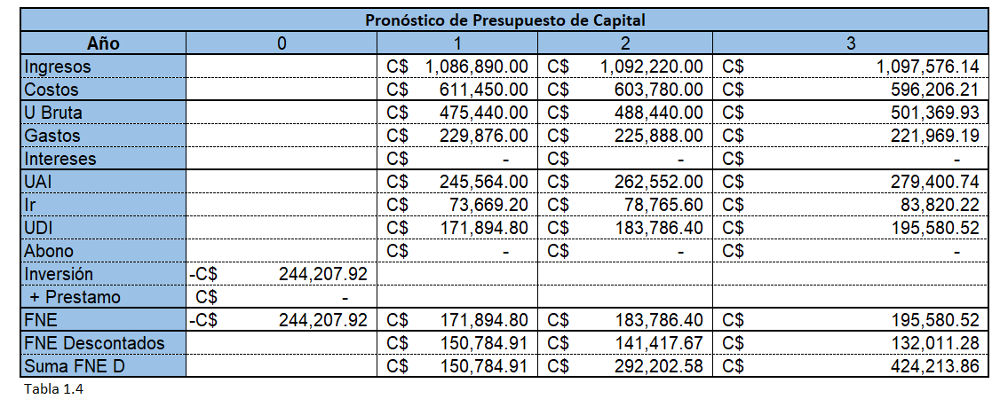 Pronóstico de Presupuesto de Capital
Año 0 1 2 3
Ingresos C$ 1,086,890.00 C$ 1,092,220.00 C$ 1,097,576.14
Costos C$ 611,450.00 C$ 603,780.00 C$ 596,206.21
U Bruta C$ 475,440.00 C$ 488,440.00 C$ 501,369.93
Gastos C$ 229,876.00 C$ 225,888.00 C$ 221,969.19
Intereses C$ - C$ - C$ -
UAI C$ 245,564.00 C$ 262,552.00 C$ 279,400.74
Ir C$ 73,669.20 C$ 78,765.60 C$ 83,820.22
UDI C$ 171,894.80 C$ 183,786.40 C$ 195,580.52
Abono C$ - C$ - C$ -
Inversión -C$ 244,207.92
+ Prestamo C$ -
FNE -C$ 244,207.92 C$ 171,894.80 C$ 183,786.40 C$ 195,580.52
FNE Descontados C$ 150,784.91 C$ 141,417.67 C$ 132,011.28
Suma FNE D C$ 150,784.91 C$ 292,202.58 C$ 424,213.86
Tabla 1.4